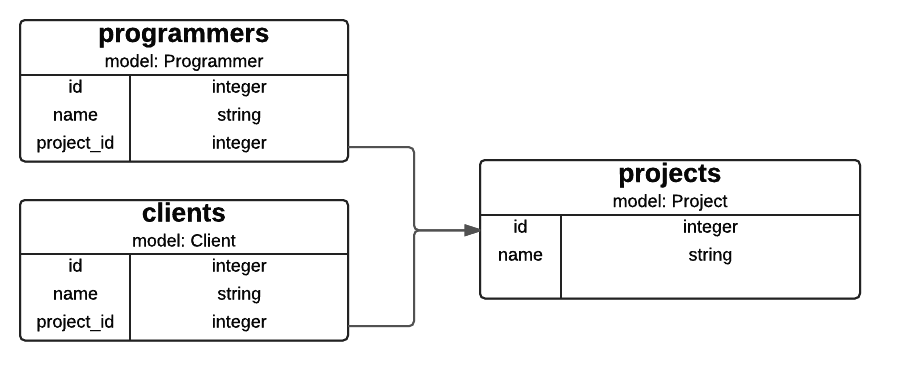 programmers
model: Programmer
id integer
name string
project_id integer
clients
model: Client
id integer
name string
project_id integer
projects
model: Project
id integer
name string